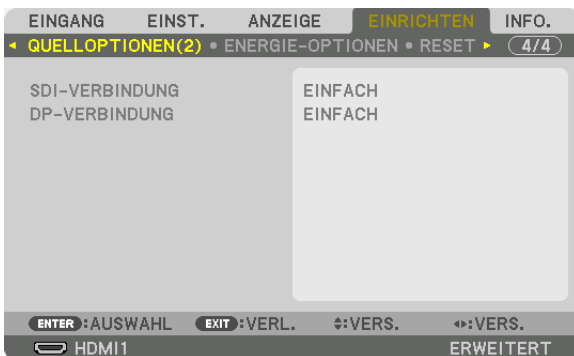 EINGANG EINST. ANZEIGE EINRICHTEN INFO.
QUELLOPTIONEN(2) • ENERGIE-OPTIONEN • RESET 4/4
SDI-VERBINDUNG EINFACH
DP-VERBINDUNG EINFACH
ENTER :AUSWAHL EXIT :VERL. :VERS. :VERS.
HDMI1 ERWEITERT